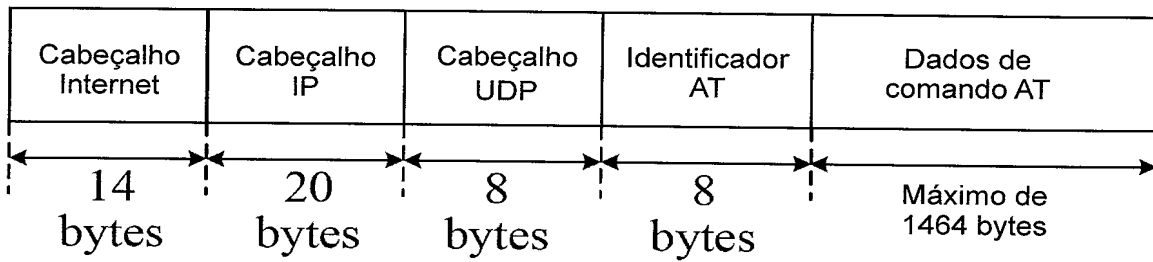 Cabeçalho
Internet
Cabeçalho
IP
Cabeçalho
UDP
Identificador
AT
Dados de
comando AT
14
bytes
20
bytes
8
bytes
8
bytes
Máximo de
1464 bytes